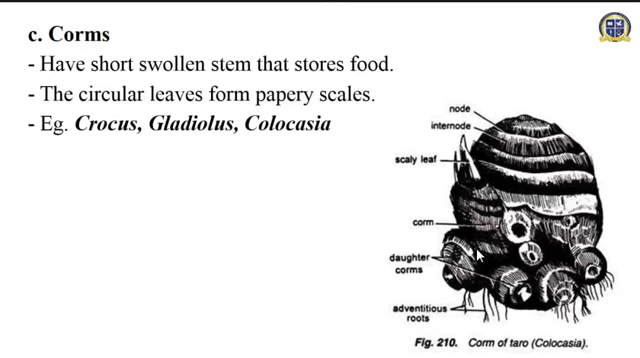 c. Corms
- Have short swollen stem that stores food.
- The circular leaves form papery scales.
- Eg. Crocus, Gladiolus, Colocasia
node
internode
scaly leaf
corm
daughter
corms
adventitious
roots
Fig. 210. Corm of taro (Colocasia).